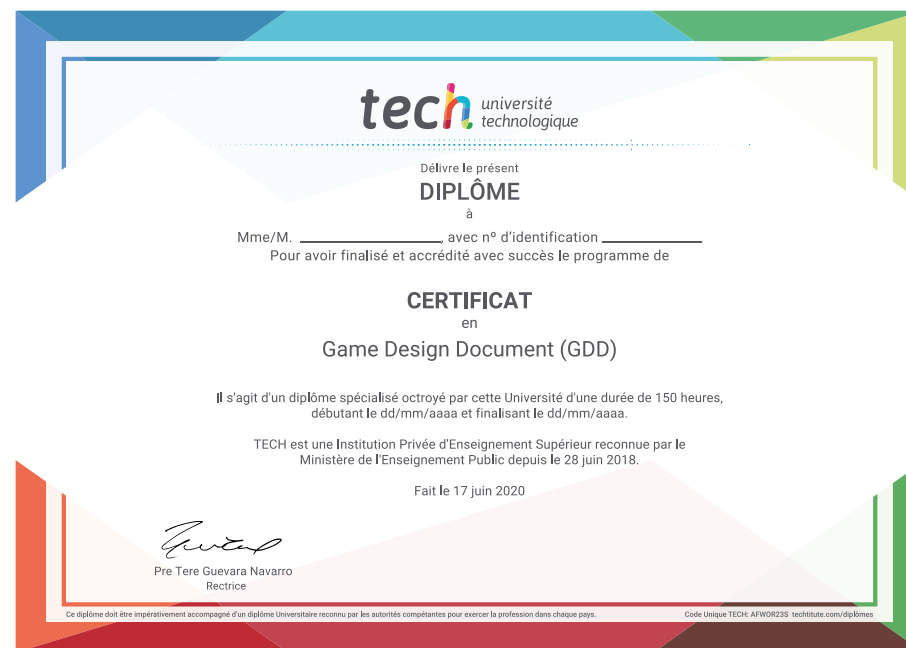 tech université
technologique
Délivre le présent
DIPLÔME
à
Mme/M. ____________________, avec nº d'identification ______________
Pour avoir finalisé et accrédité avec succès le programme de
CERTIFICAT
en
Game Design Document (GDD)
Il s'agit d'un diplôme spécialisé octroyé par cette Université d'une durée de 150 heures,
débutant le dd/mm/aaaa et finalisant le dd/mm/aaaa.
TECH est une Institution Privée d'Enseignement Supérieur reconnue par le
Ministère de l'Enseignement Public depuis le 28 juin 2018.
Fait le 17 juin 2020
Pre Tere Guevara Navarro
Rectrice
Ce diplôme doit être impérativement accompagné d'un diplôme Universitaire reconnu par les autorités compétantes pour exercer la profession dans chaque pays.
Code Unique TECH: AFWOR23S techtitute.com/diplômes